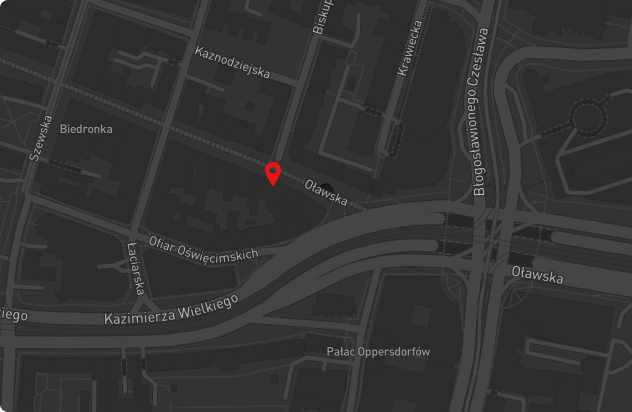 Biskup
Krawiecka
Kaznodziejska
Błogosławionego Czesława
Szewska
Biedronka
Oławska
Ofiar Oświęcimskich
Łaciarska
Oławska
Kazimierza Wielkiego
iego
Pałac Oppersdorfów